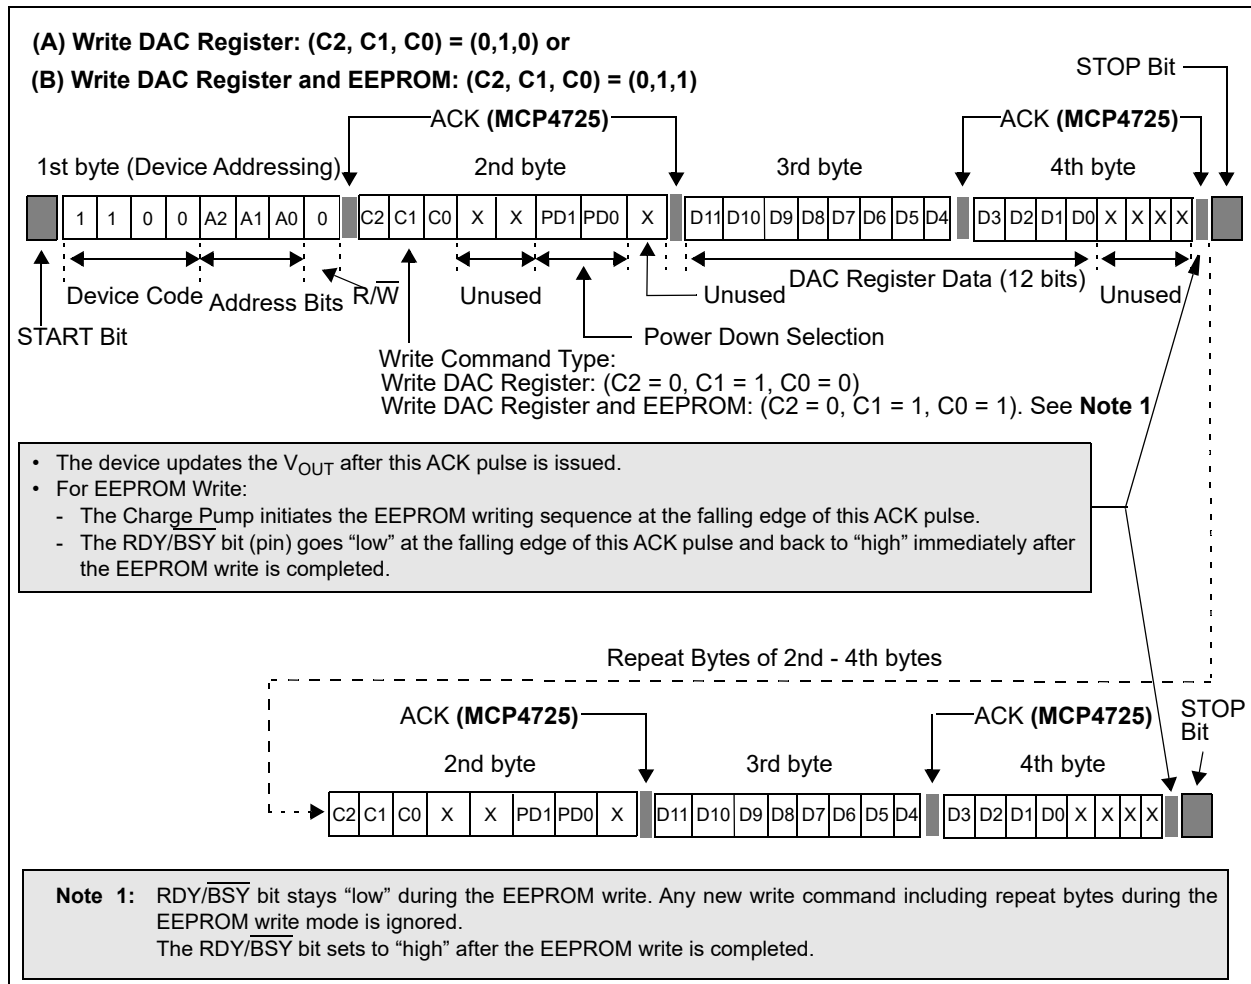 (A) Write DAC Register: (C2, C1, C0) = (0,1,0) or
(B) Write DAC Register and EEPROM: (C2, C1, C0) = (0,1,1)
STOP Bit
ACK (MCP4725)
ACK (MCP4725)
1st byte (Device Addressing)
2nd byte
3rd byte
4th byte
1 1 0 0 A2 A1 A0 0
C2 C1 C0 X X PD1 PD0 X
D11 D10 D9 D8 D7 D6 D5 D4
D3 D2 D1 D0 X X X X
Device Code
Address Bits
R/W
Unused
Unused
DAC Register Data (12 bits)
Unused
START Bit
Power Down Selection
Write Command Type:
Write DAC Register: (C2 = 0, C1 = 1, C0 = 0)
Write DAC Register and EEPROM: (C2 = 0, C1 = 1, C0 = 1). See Note 1
• The device updates the VOUT after this ACK pulse is issued.
• For EEPROM Write:
- The Charge Pump initiates the EEPROM writing sequence at the falling edge of this ACK pulse.
- The RDY/BSY bit (pin) goes “low” at the falling edge of this ACK pulse and back to “high” immediately after
the EEPROM write is completed.
Repeat Bytes of 2nd - 4th bytes
ACK (MCP4725)
ACK (MCP4725)
STOP
Bit
2nd byte
3rd byte
4th byte
C2 C1 C0 X X PD1 PD0 X
D11 D10 D9 D8 D7 D6 D5 D4
D3 D2 D1 D0 X X X X
Note 1: RDY/BSY bit stays “low” during the EEPROM write. Any new write command including repeat bytes during the
EEPROM write mode is ignored.
The RDY/BSY bit sets to “high” after the EEPROM write is completed.